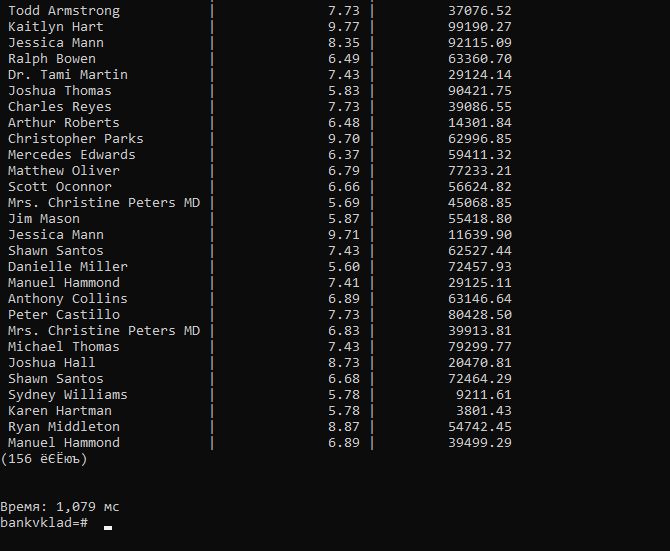 Todd Armstrong | 7.73 | 37076.52
Kaitlyn Hart | 9.77 | 99190.27
Jessica Mann | 8.35 | 92115.09
Ralph Bowen | 6.49 | 63360.70
Dr. Tami Martin | 7.43 | 29124.14
Joshua Thomas | 5.83 | 90421.75
Charles Reyes | 7.73 | 39086.55
Arthur Roberts | 6.48 | 14301.84
Christopher Parks | 9.70 | 62996.85
Mercedes Edwards | 6.37 | 59411.32
Matthew Oliver | 6.79 | 77233.21
Scott Oconnor | 6.66 | 56624.82
Mrs. Christine Peters MD | 5.69 | 45068.85
Jim Mason | 5.87 | 55418.80
Jessica Mann | 9.71 | 11639.90
Shawn Santos | 7.43 | 62527.44
Danielle Miller | 5.60 | 72457.93
Manuel Hammond | 7.41 | 29125.11
Anthony Collins | 6.89 | 63146.64
Peter Castillo | 7.73 | 80428.50
Mrs. Christine Peters MD | 6.83 | 39913.81
Michael Thomas | 7.43 | 79299.77
Joshua Hall | 8.73 | 20470.81
Shawn Santos | 6.68 | 72464.29
Sydney Williams | 5.78 | 9211.61
Karen Hartman | 5.78 | 3801.43
Ryan Middleton | 8.87 | 54742.45
Manuel Hammond | 6.89 | 39499.29
(156 ёЄЁюъ)
Время: 1,079 мс
bankvklad=#